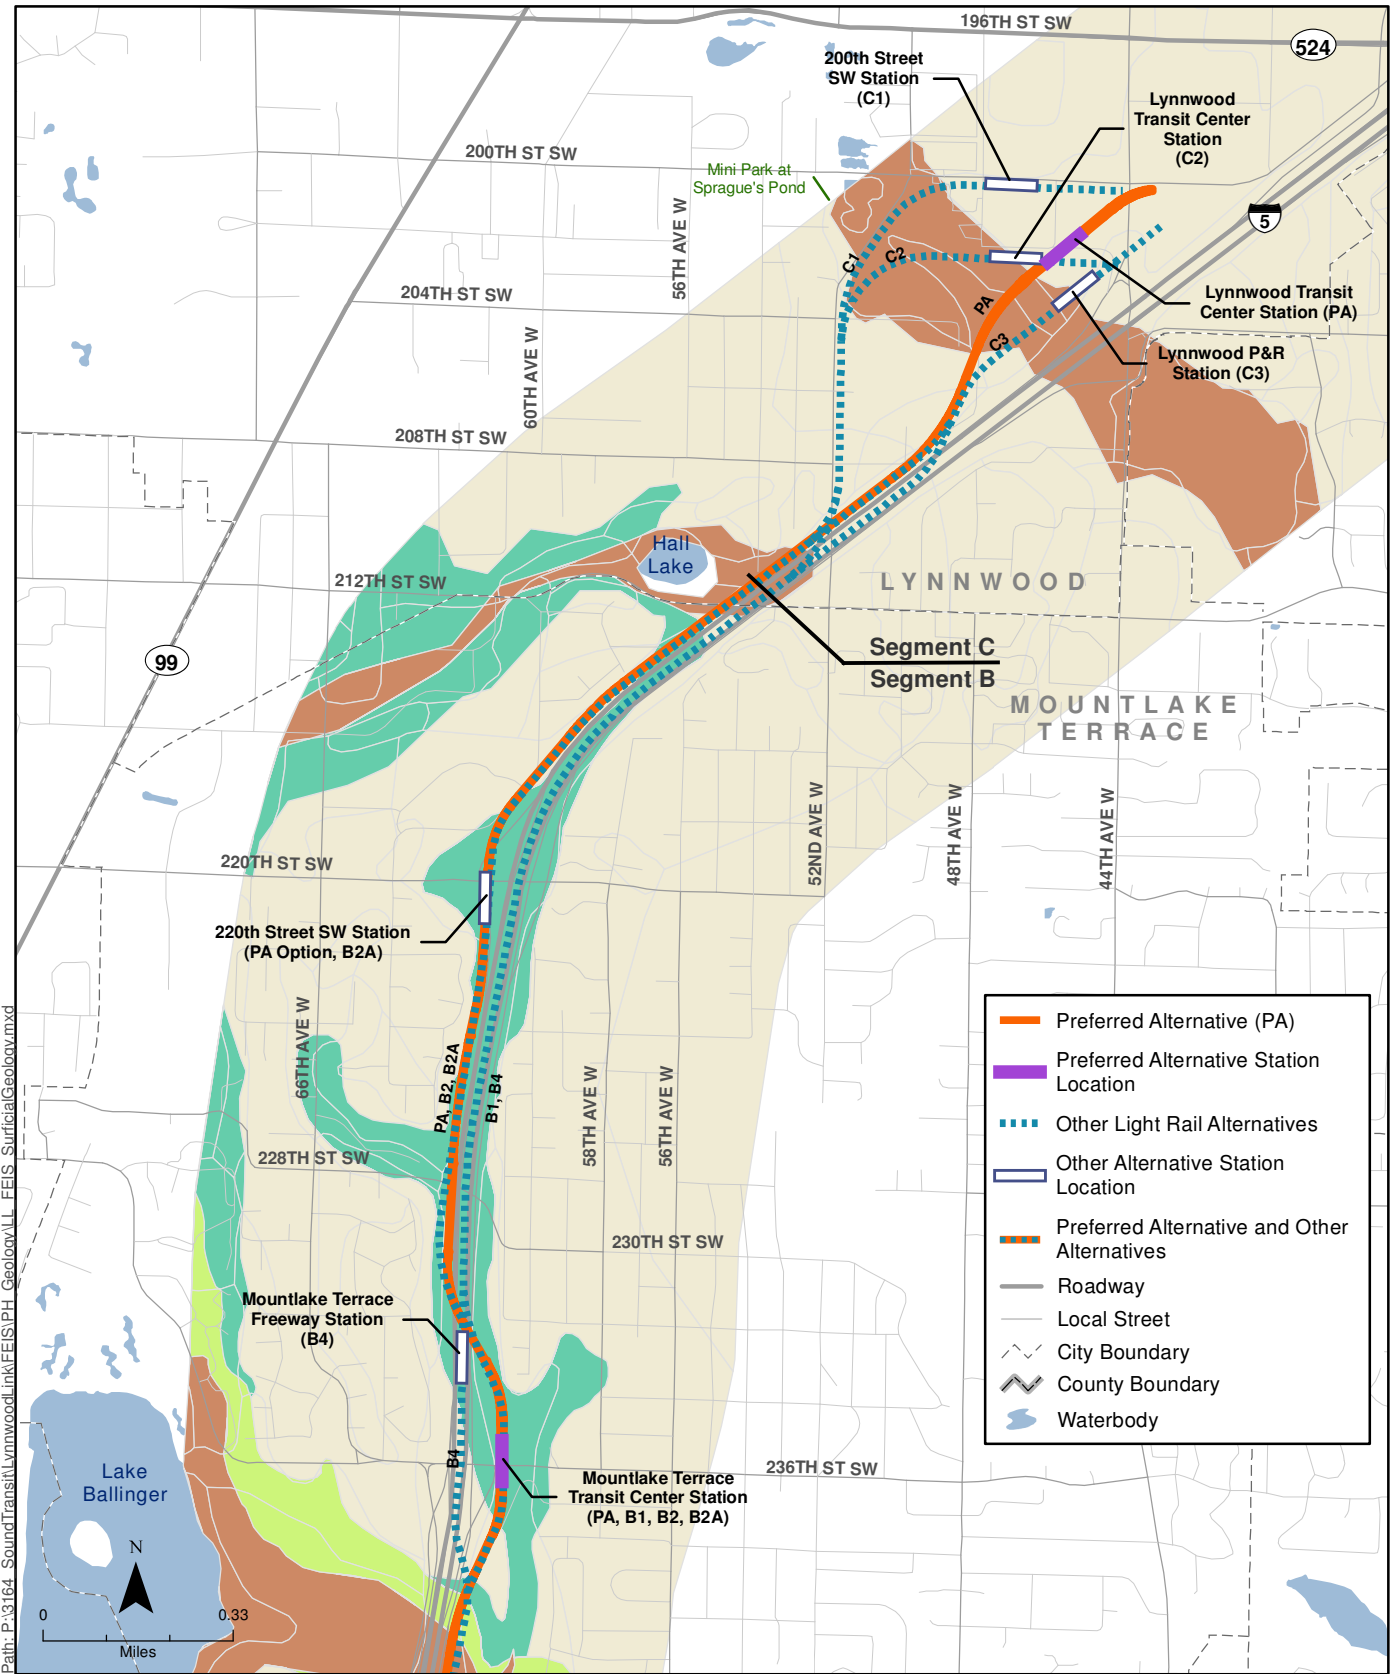 196TH ST SW
524
200th Street
SW Station
(C1)
Lynnwood
Transit Center
Station
(C2)
200TH ST SW
Mini Park at
Sprague's Pond
56TH AVE W
5
C1
C2
204TH ST SW
PA
Lynnwood Transit
Center Station (PA)
C3
Lynnwood P&R
Station (C3)
60TH AVE W
208TH ST SW
Hall
Lake
212TH ST SW
LYNNWOOD
Segment C
Segment B
99
MOUNTLAKE
TERRACE
52ND AVE W
48TH AVE W
44TH AVE W
220TH ST SW
220th Street SW Station
(PA Option, B2A)
66TH AVE W
PA, B2, B2A
B1, B4
58TH AVE W
56TH AVE W
228TH ST SW
230TH ST SW
Mountlake Terrace
Freeway Station
(B4)
B4
236TH ST SW
Mountlake Terrace
Transit Center Station
(PA, B1, B2, B2A)
Lake
Ballinger
N
0
0.33
Miles
Preferred Alternative (PA)
Preferred Alternative Station
Location
Other Light Rail Alternatives
Other Alternative Station
Location
Preferred Alternative and Other
Alternatives
Roadway
Local Street
City Boundary
County Boundary
Waterbody
Path: P:\3164_SoundTransit\LynnwoodLink\FEIS\PH_Geology\LL_FEIS_SurficialGeology.mxd